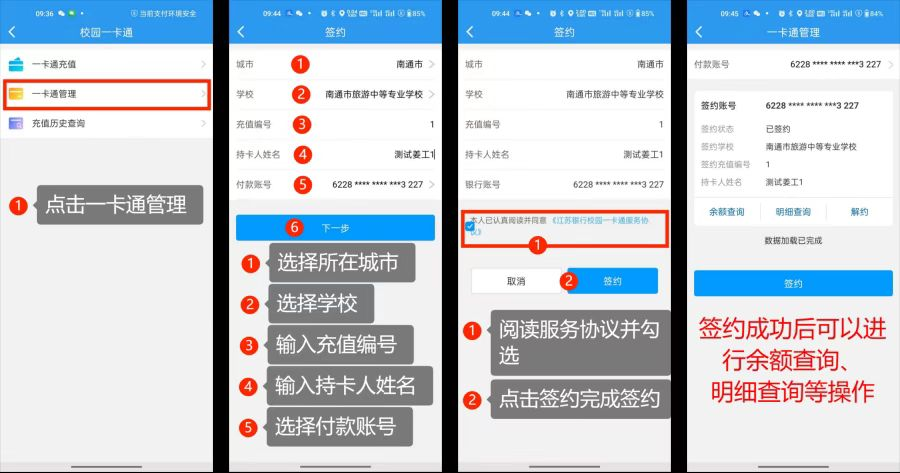 09:36
当前支付环境安全
校园一卡通
一卡通充值
一卡通管理
充值历史查询
1 点击一卡通管理
09:44
85%
签约
城市 1 南通市
学校 2 南通市旅游中等专业学校
充值编号 3 1
持卡人姓名 4 测试姜工1
付款账号 5 6228 **** **** ***3 227
6 下一步
1 选择所在城市
2 选择学校
3 输入充值编号
4 输入持卡人姓名
5 选择付款账号
09:44
85%
签约
城市 南通市
学校 南通市旅游中等专业学校
充值编号 1
持卡人姓名 测试姜工1
银行账号 6228 **** **** ***3 227
本人已认真阅读并同意《江苏银行校园一卡通服务协
议》
1
取消 2 签约
1 阅读服务协议并勾
选
2 点击签约完成签约
09:45
84%
一卡通管理
付款账号 6228 **** **** ***3 227
签约账号 6228 **** **** ***3 227
签约状态 已签约
签约学校 南通市旅游中等专业学校
签约充值编号 1
持卡人姓名 测试姜工1
余额查询 明细查询 解约
数据加载已完成
签约
签约成功后可以进
行余额查询、
明细查询等操作